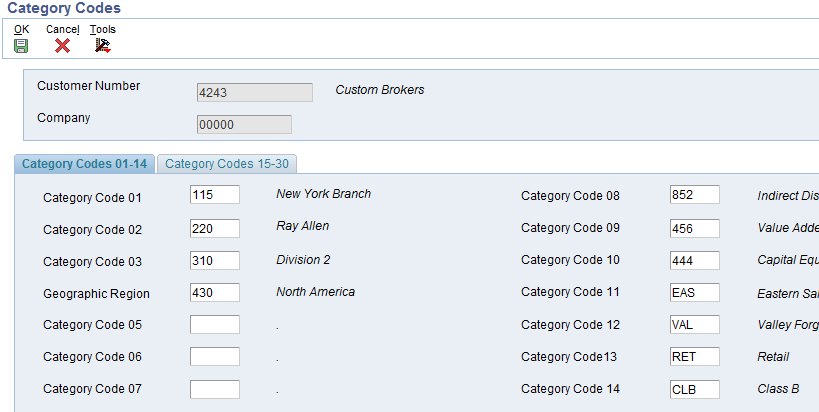 Category Codes
OK Cancel Tools
Customer Number 4243 Custom Brokers
Company 00000
Category Codes 01-14 Category Codes 15-30
Category Code 01 115 New York Branch Category Code 08 852 Indirect Dis
Category Code 02 220 Ray Allen Category Code 09 456 Value Adde
Category Code 03 310 Division 2 Category Code 10 444 Capital Equ
Geographic Region 430 North America Category Code 11 EAS Eastern Sal
Category Code 05 . Category Code 12 VAL Valley Forg
Category Code 06 . Category Code13 RET Retail
Category Code 07 . Category Code 14 CLB Class B